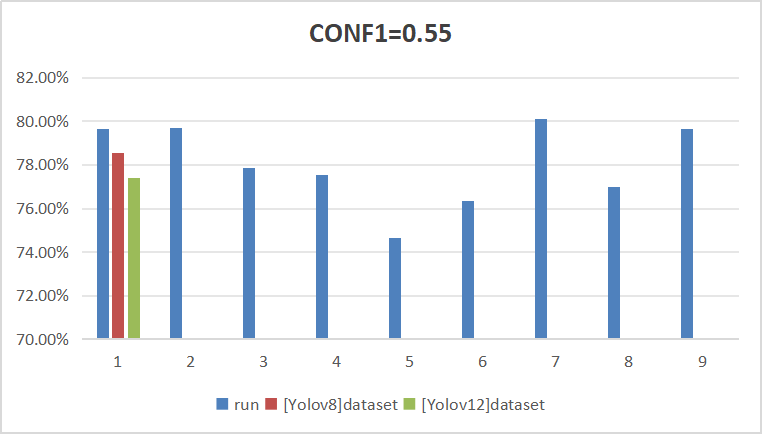 CONF1=0.55
82.00%
80.00%
78.00%
76.00%
74.00%
72.00%
70.00%
1 2 3 4 5 6 7 8 9
run [Yolov8]dataset [Yolov12]dataset